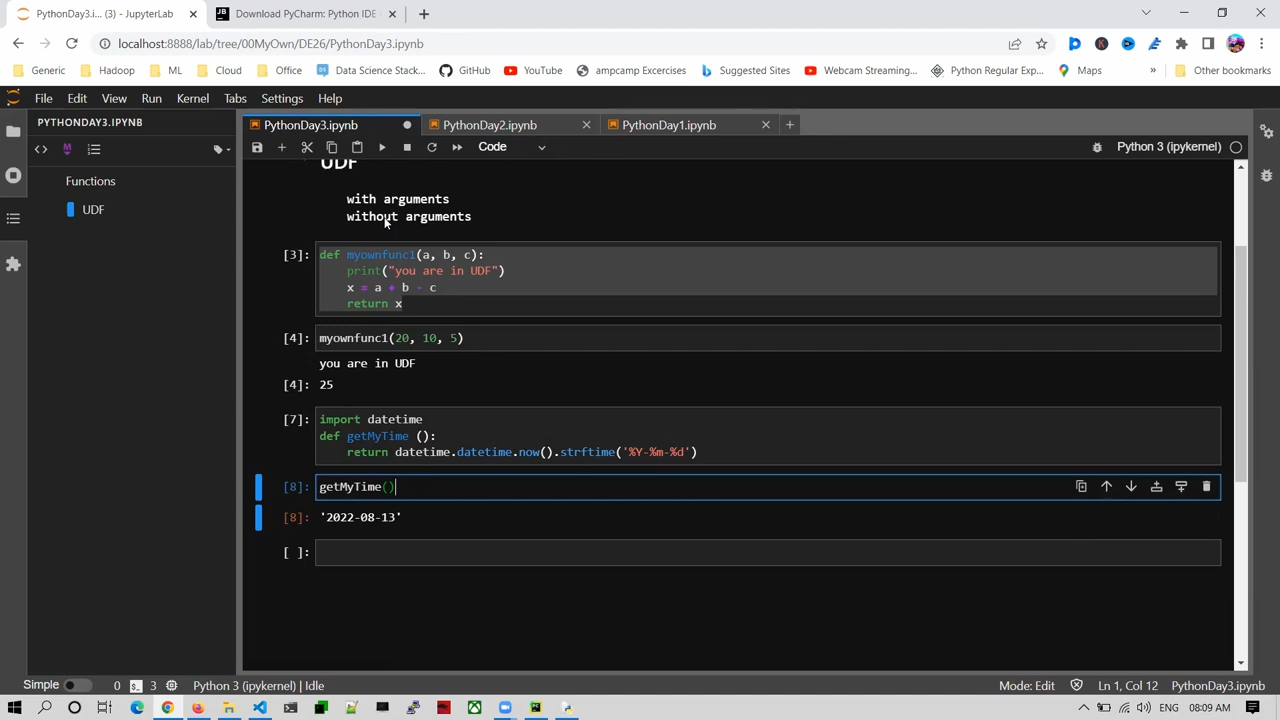 PythonDay3.i... (3) - JupyterLab
Download PyCharm: Python IDE
localhost:8888/lab/tree/00MyOwn/DE26/PythonDay3.ipynb
Generic Hadoop ML Cloud Office Data Science Stack... GitHub YouTube ampcamp Excercises Suggested Sites Webcam Streaming... Python Regular Exp... Maps » Other bookmarks
File Edit View Run Kernel Tabs Settings Help
PYTHONDAY3.IPYNB
PythonDay3.ipynb PythonDay2.ipynb PythonDay1.ipynb
Code
Python 3 (ipykernel)
Functions
UDF
UDF
with arguments
without arguments
[3]: def myownfunc1(a, b, c):
print("you are in UDF")
x = a + b - c
return x
[4]: myownfunc1(20, 10, 5)
you are in UDF
[4]: 25
[7]: import datetime
def getMyTime ():
return datetime.datetime.now().strftime('%Y-%m-%d')
[8]: getMyTime()
[8]: '2022-08-13'
[ ]:
Simple 0 3 Python 3 (ipykernel) | Idle Mode: Edit Ln 1, Col 12 PythonDay3.ipynb
ENG 08:09 AM